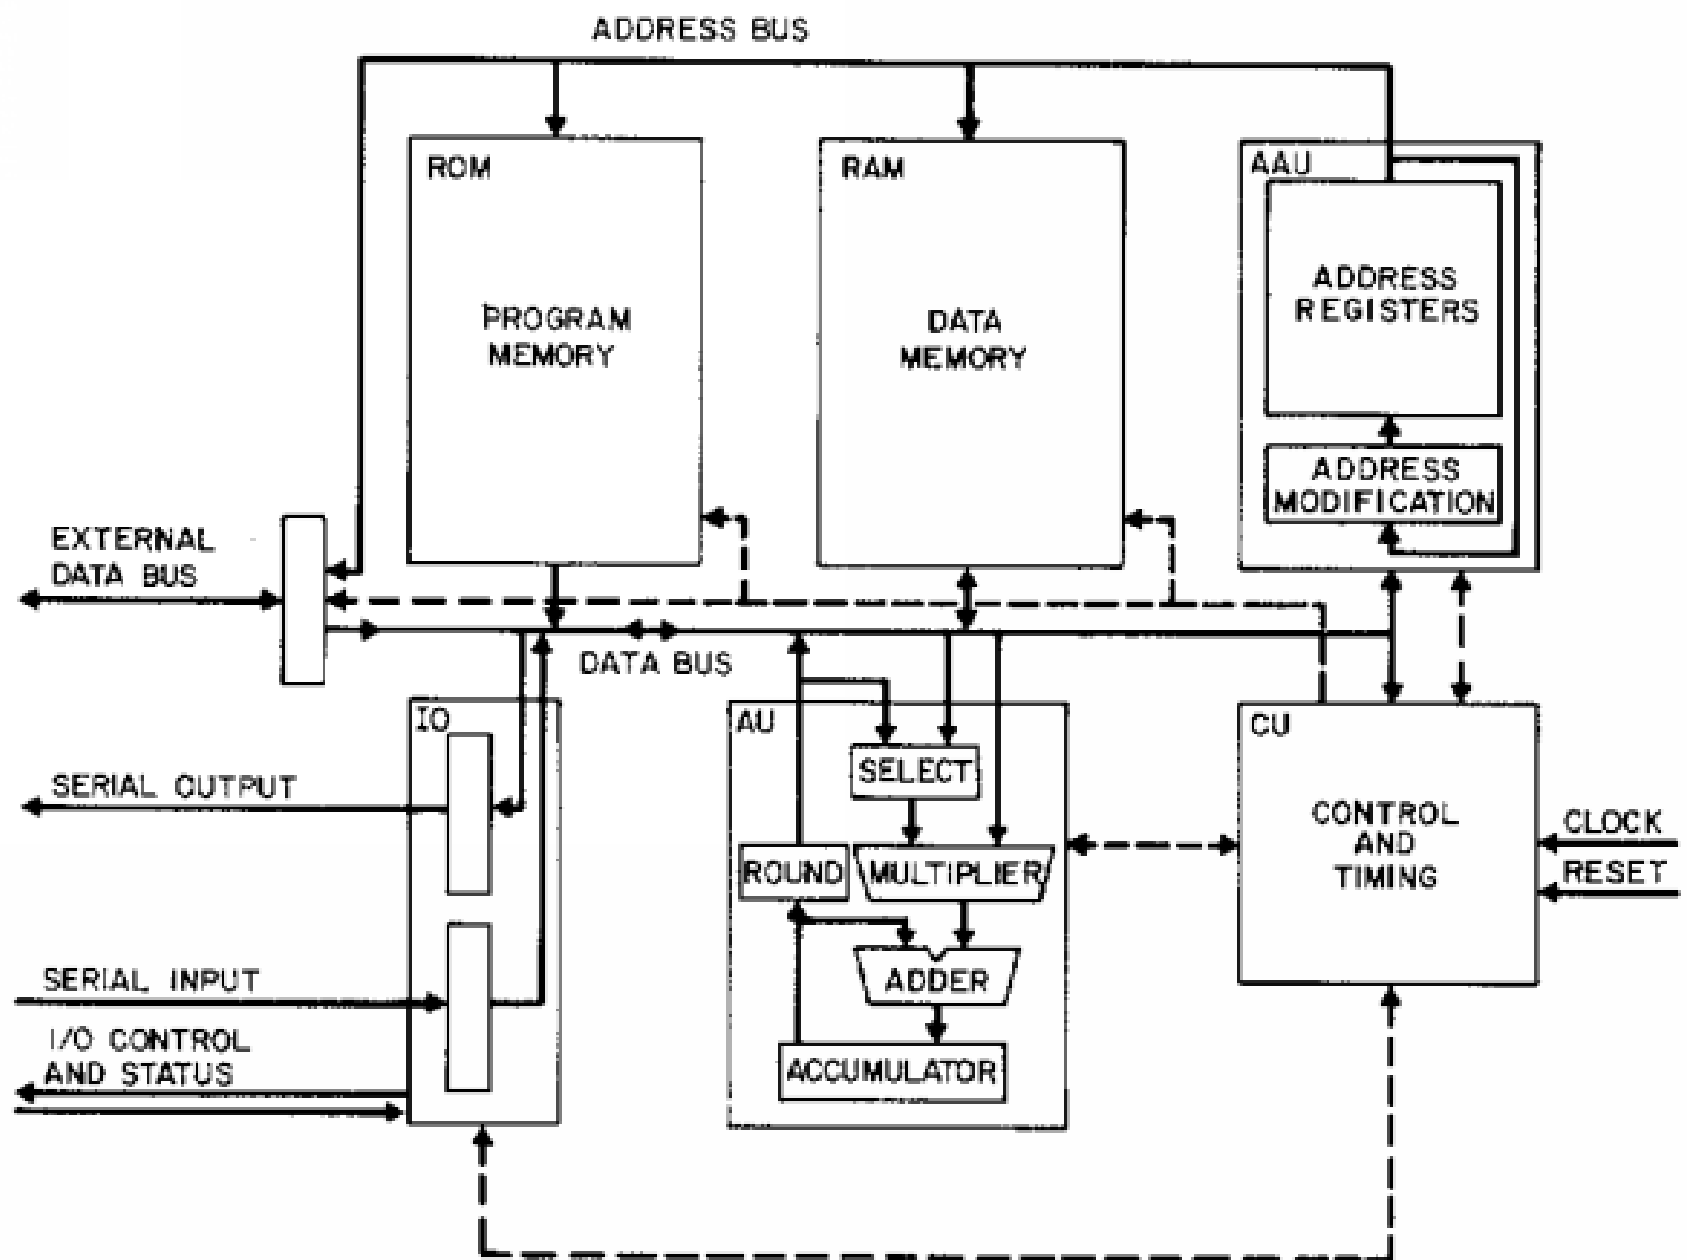 ADDRESS BUS
ROM
RAM
AAU
ADDRESS
REGISTERS
PROGRAM
MEMORY
DATA
MEMORY
ADDRESS
MODIFICATION
EXTERNAL
DATA BUS
DATA BUS
IO
AU
CU
SELECT
SERIAL OUTPUT
CONTROL
AND
TIMING
CLOCK
RESET
ROUND
MULTIPLIER
SERIAL INPUT
ADDER
I/O CONTROL
AND STATUS
ACCUMULATOR